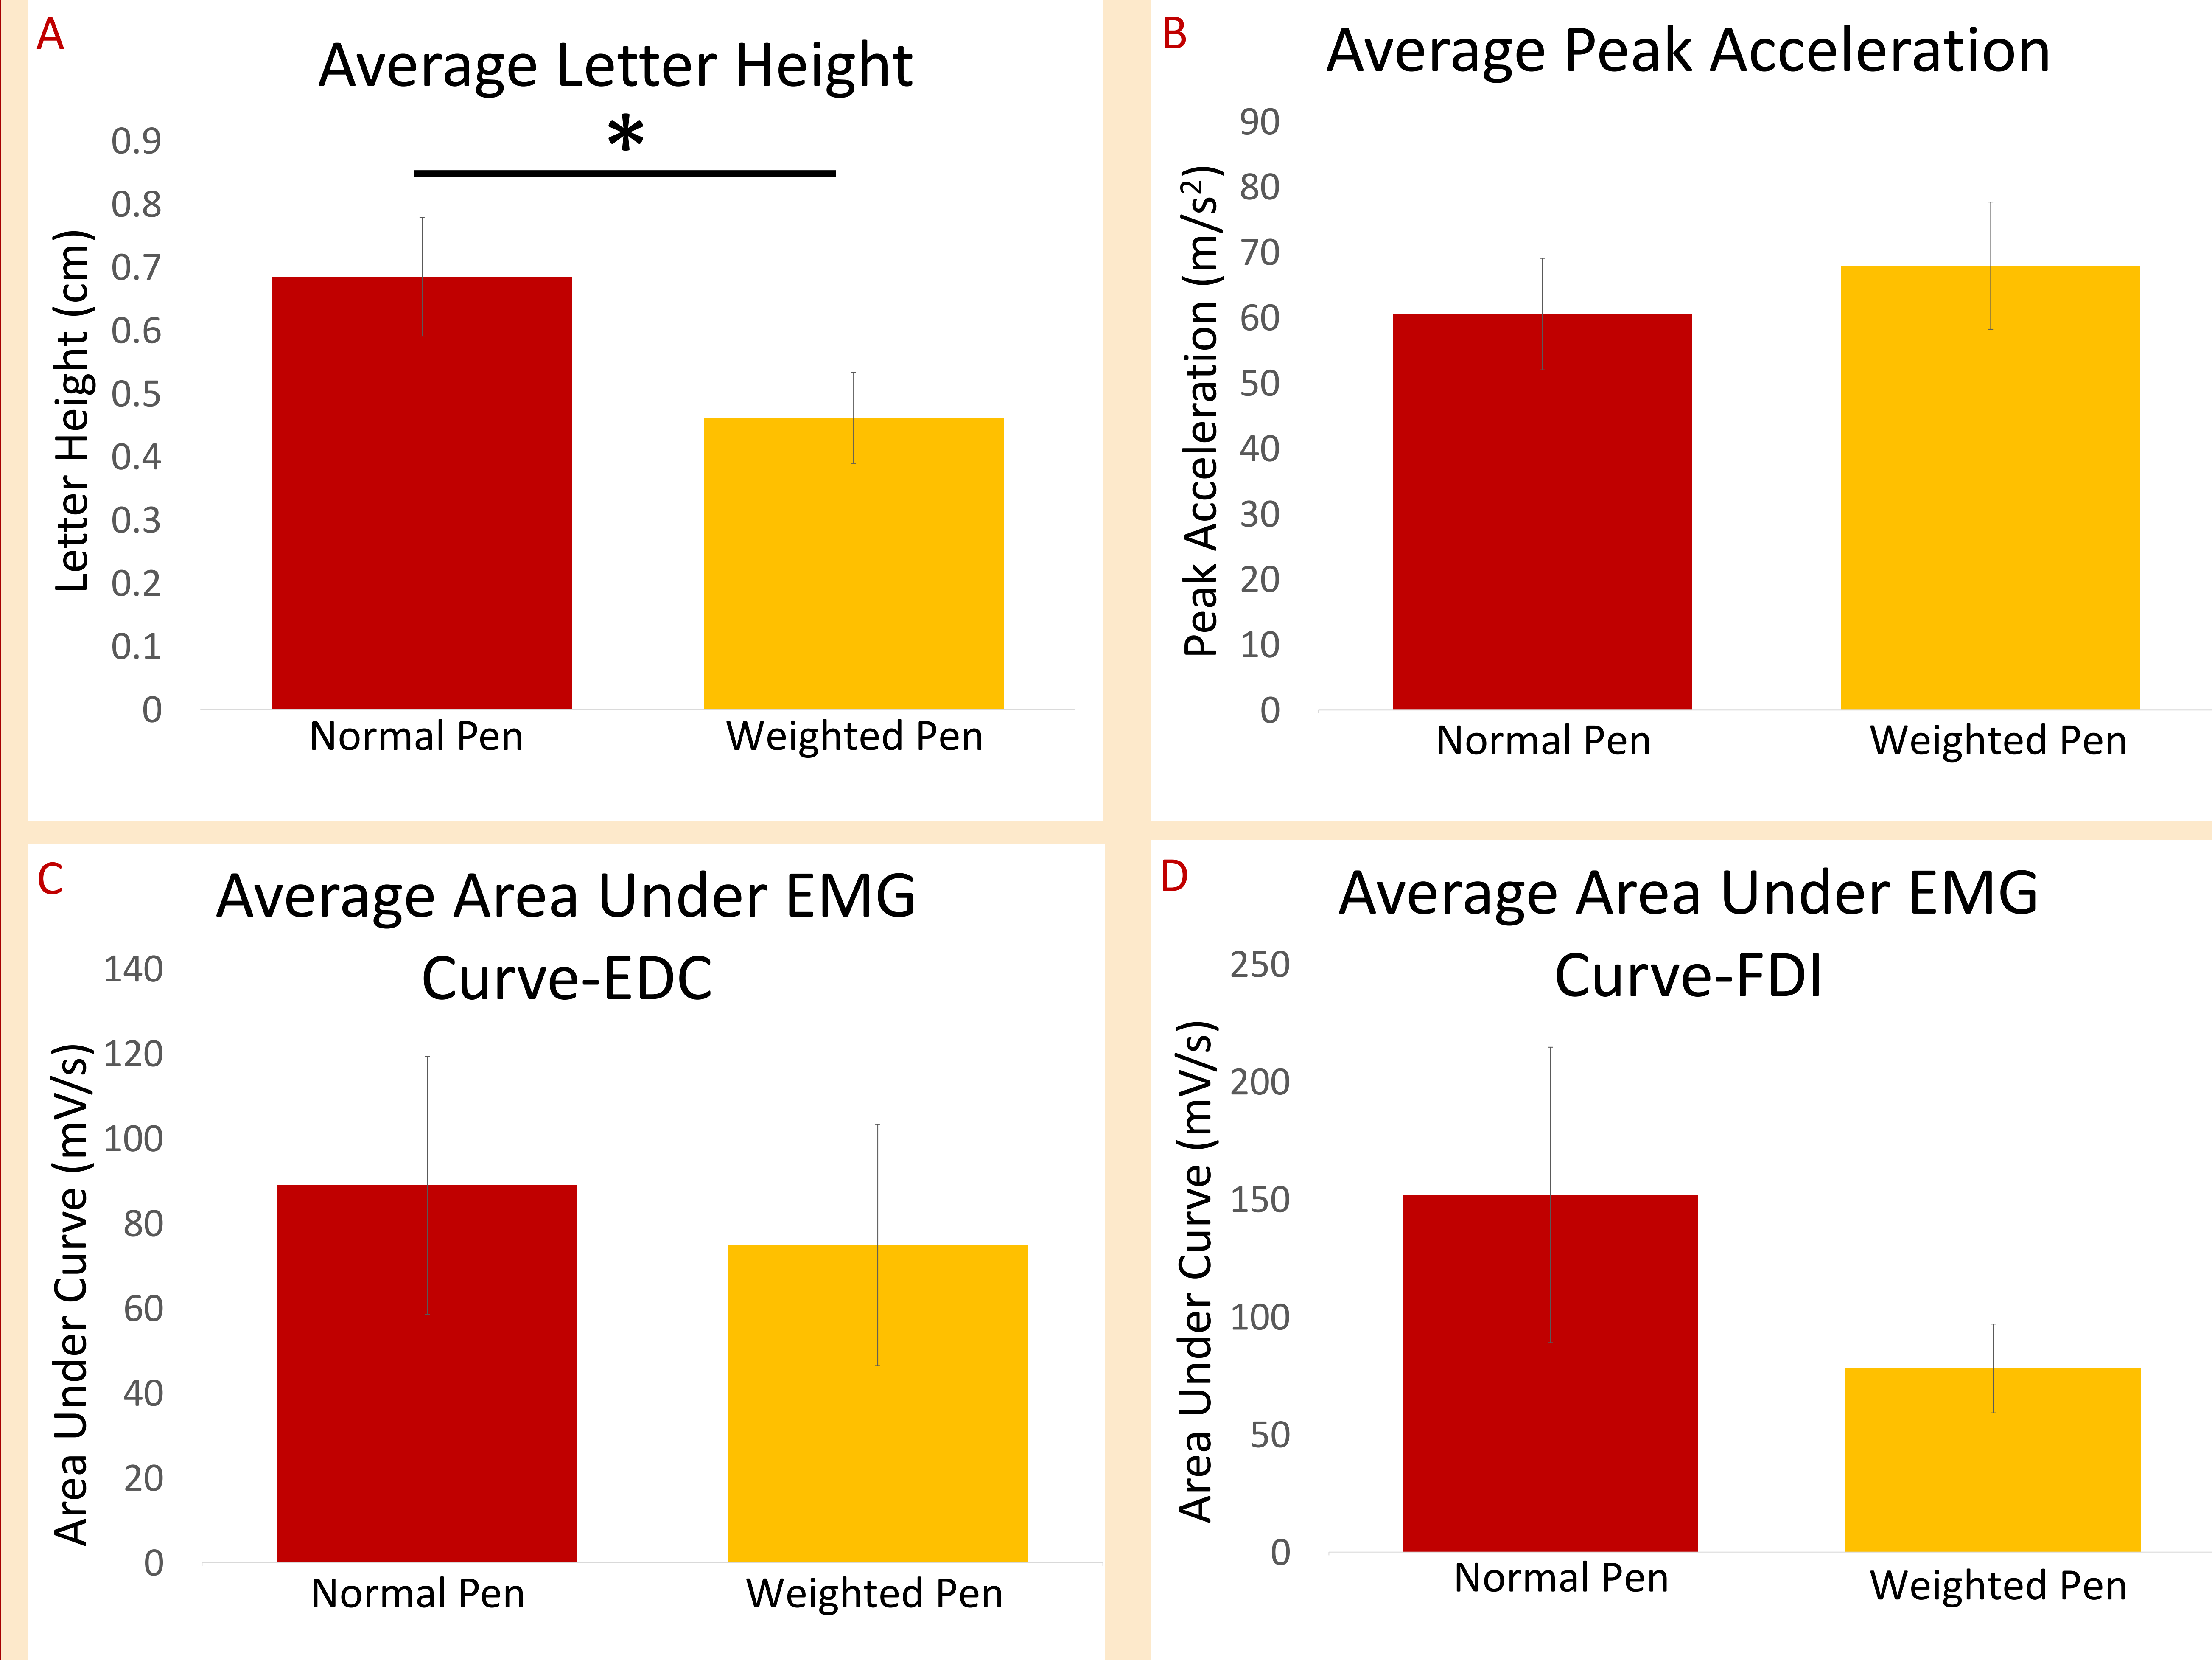 A
Average Letter Height
*
0.9
0.8
0.7
0.6
0.5
0.4
0.3
0.2
0.1
0
Letter Height (cm)
Normal Pen
Weighted Pen
B
Average Peak Acceleration
90
80
70
60
50
40
30
20
10
0
Peak Acceleration (m/s²)
Normal Pen
Weighted Pen
C
Average Area Under EMG
Curve-EDC
140
120
100
80
60
40
20
0
Area Under Curve (mV/s)
Normal Pen
Weighted Pen
D
Average Area Under EMG
Curve-FDI
250
200
150
100
50
0
Area Under Curve (mV/s)
Normal Pen
Weighted Pen